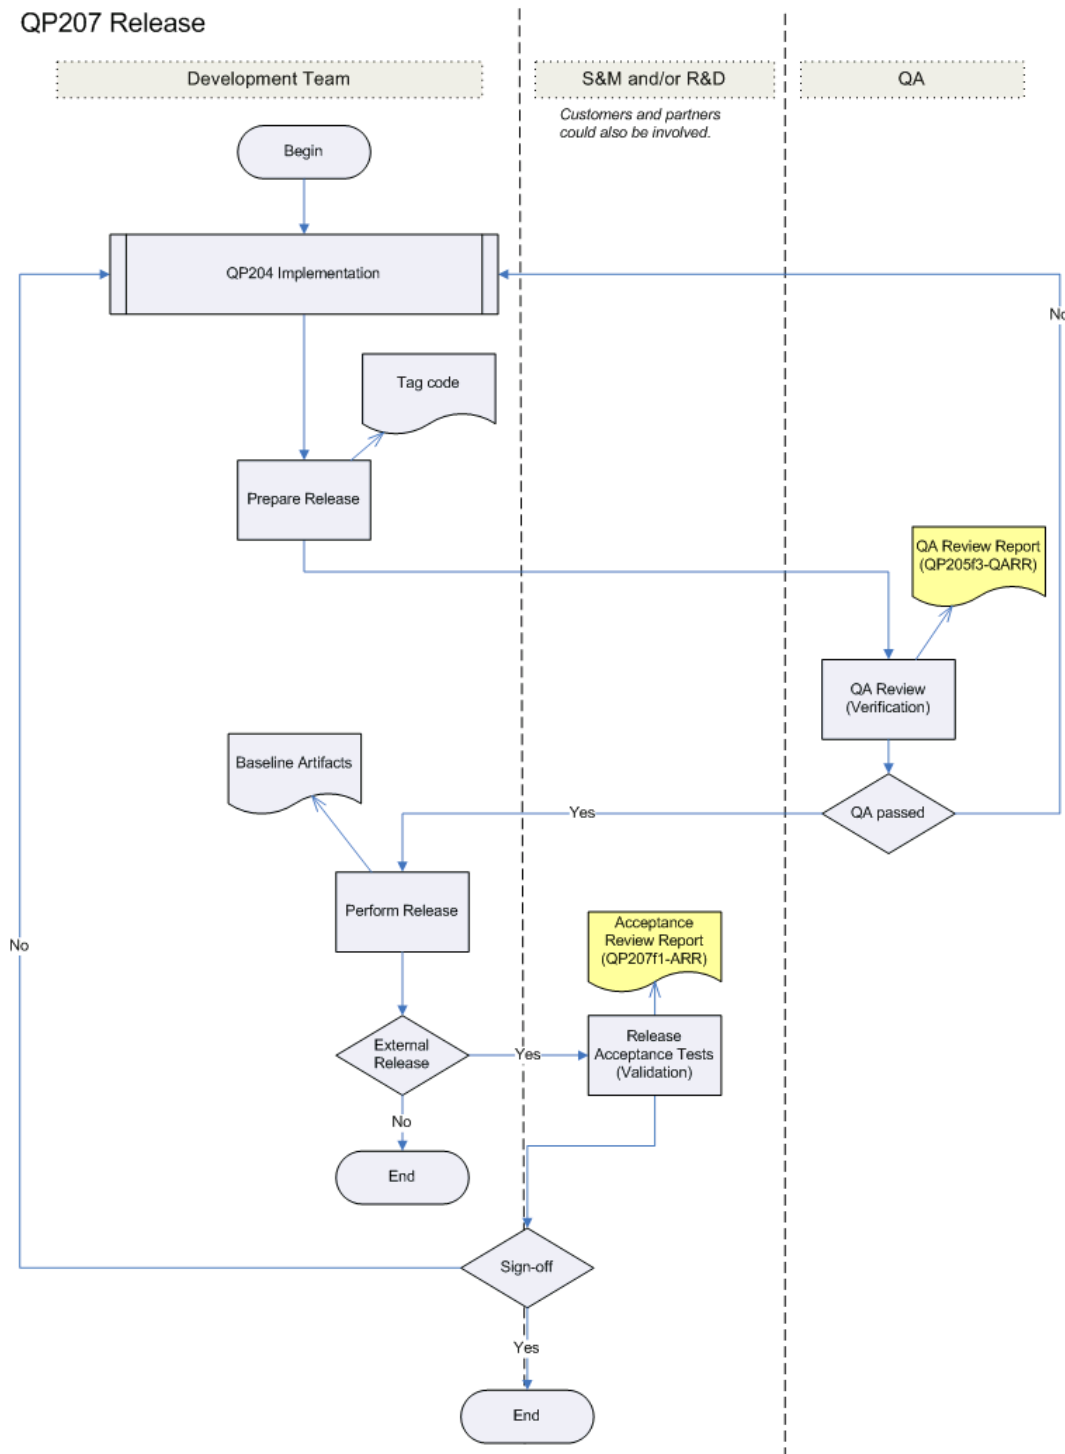 QP207 Release
Development Team
S&M and/or R&D
QA
Customers and partners
could also be involved.
Begin
QP204 Implementation
No
Tag code
Prepare Release
QA Review Report
(QP205f3-QARR)
QA Review
(Verification)
Baseline Artifacts
Yes
QA passed
Perform Release
Acceptance
Review Report
(QP207f1-ARR)
No
External
Release
Yes
Release
Acceptance Tests
(Validation)
No
End
Sign-off
Yes
End